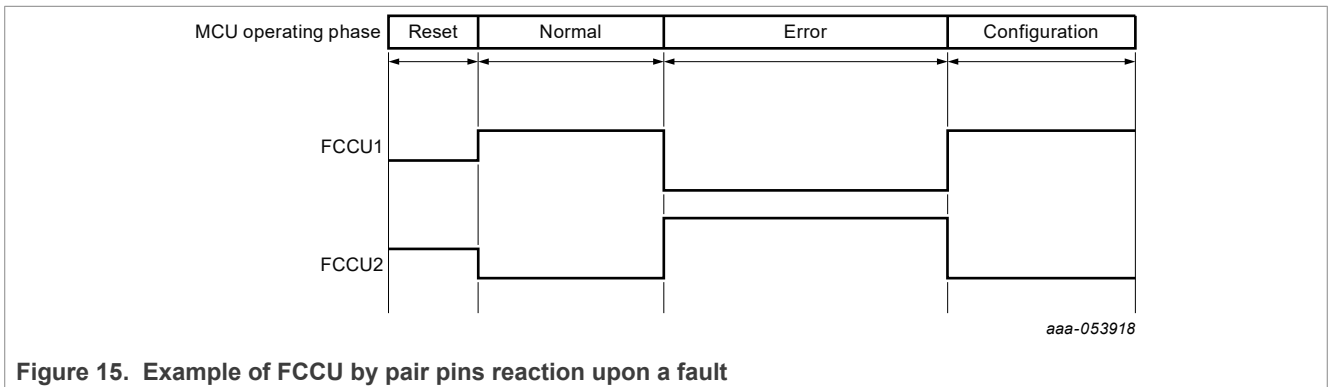 MCU operating phase Reset Normal Error Configuration
FCCU1
FCCU2
aaa-053918
Figure 15. Example of FCCU by pair pins reaction upon a fault